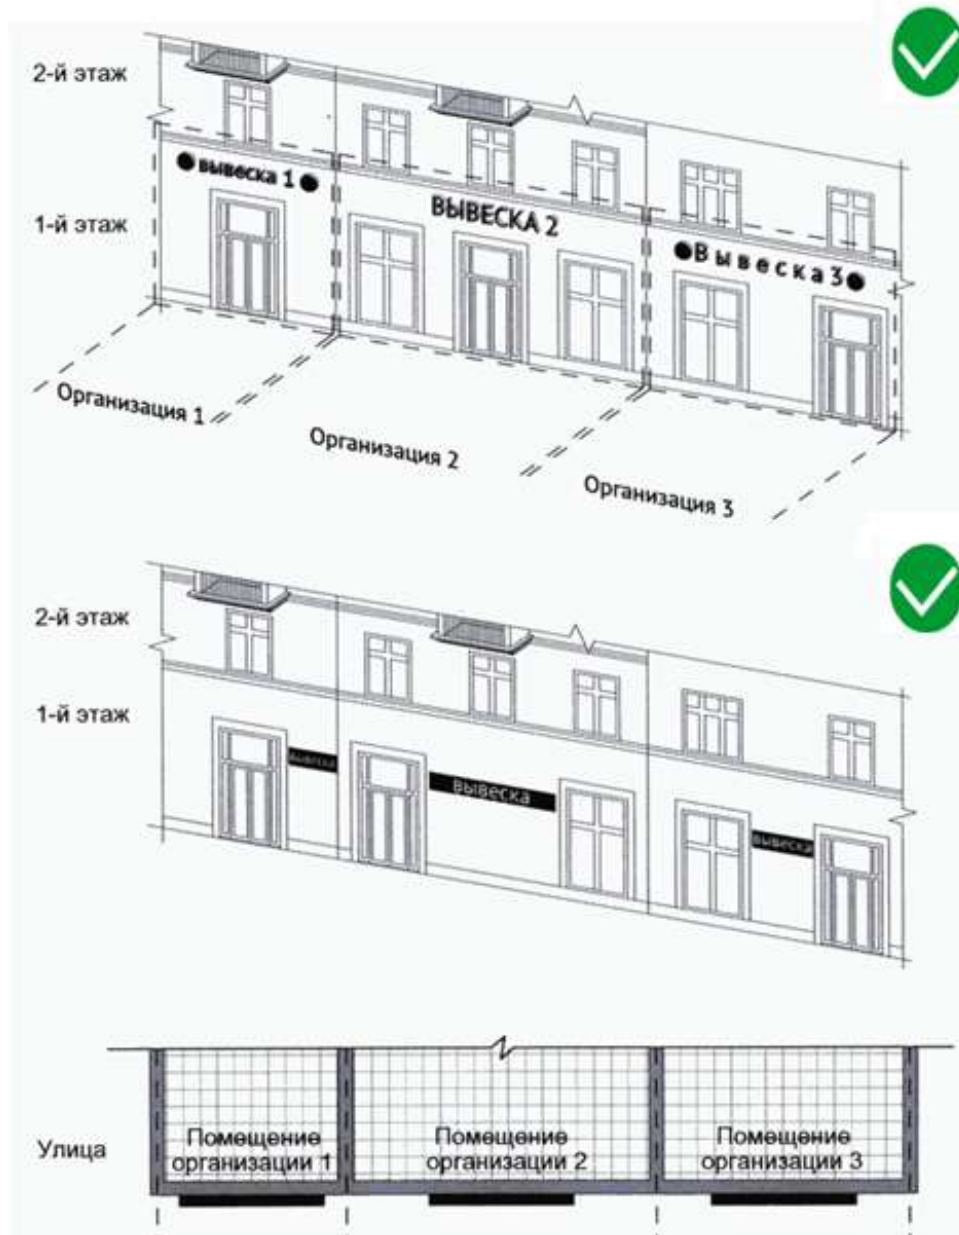 2-й этаж
вывеска 1
1-й этаж
ВЫВЕСКА 2
Вывеска 3
Организация 1
Организация 2
Организация 3
2-й этаж
1-й этаж
вывеска
вывеска
вывеска
Улица
Помещение
организации 1
Помещение
организации 2
Помещение
организации 3